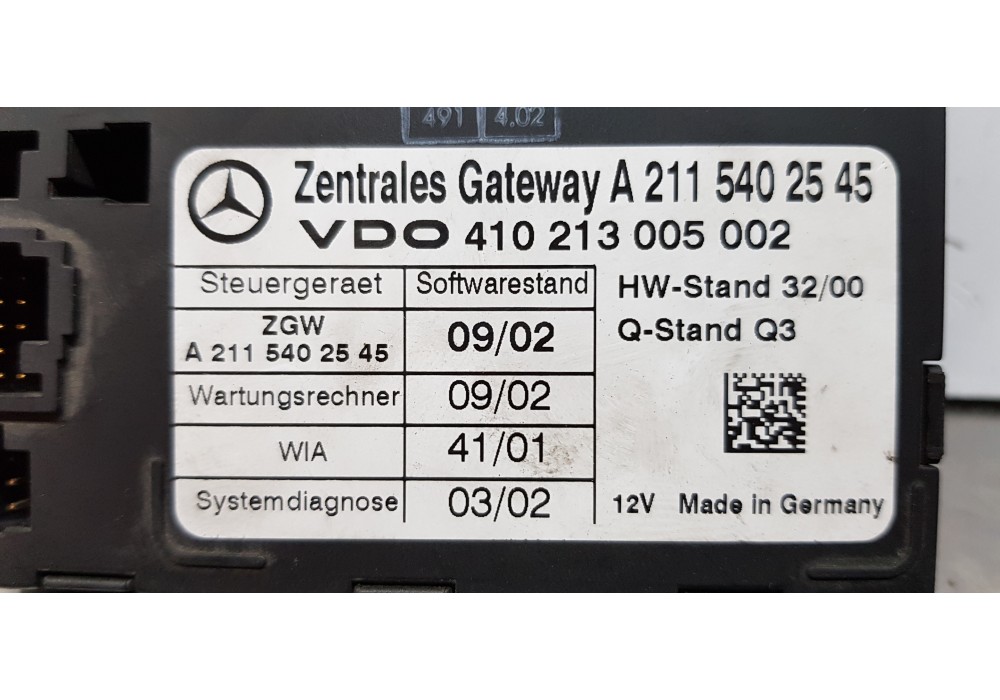 491 4.02
Zentrales Gateway A 211 540 25 45
VDO 410 213 005 002
Steuergeraet Softwarestand HW-Stand 32/00
ZGW
A 211 540 25 45 09/02 Q-Stand Q3
Wartungsrechner 09/02
WIA 41/01
Systemdiagnose 03/02 12V Made in Germany